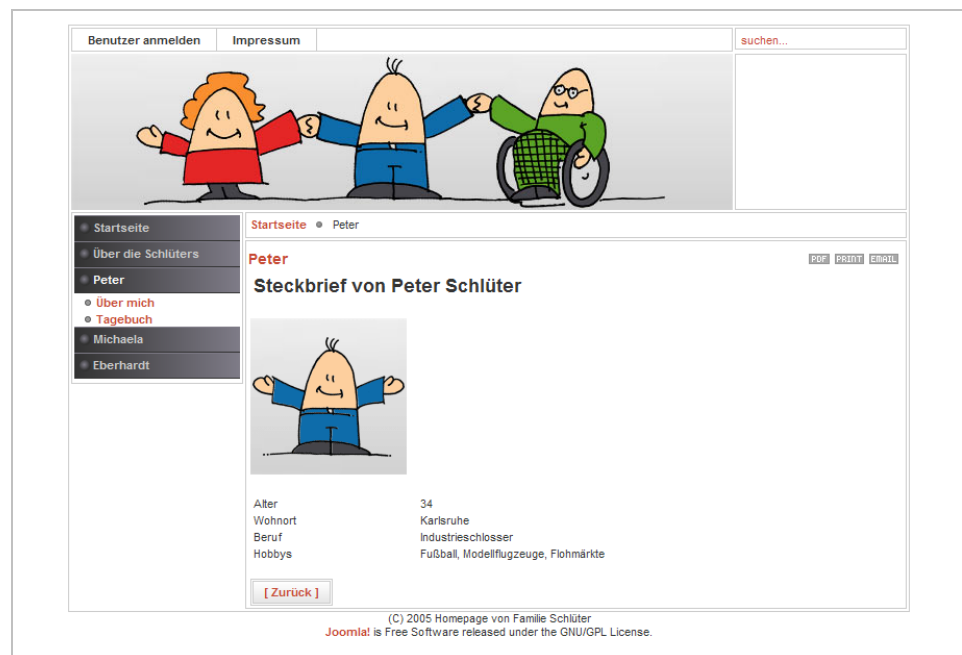 Benutzer anmelden Impressum suchen...
Startseite
Über die Schlüters
Peter
Über mich
Tagebuch
Michaela
Eberhardt
Startseite Peter
Peter PDF PRINT EMAIL
Steckbrief von Peter Schlüter
Alter 34
Wohnort Karlsruhe
Beruf Industrieschlosser
Hobbys Fußball, Modellflugzeuge, Flohmärkte
[ Zurück ]
(C) 2005 Homepage von Familie Schlüter
Joomla! is Free Software released under the GNU/GPL License.